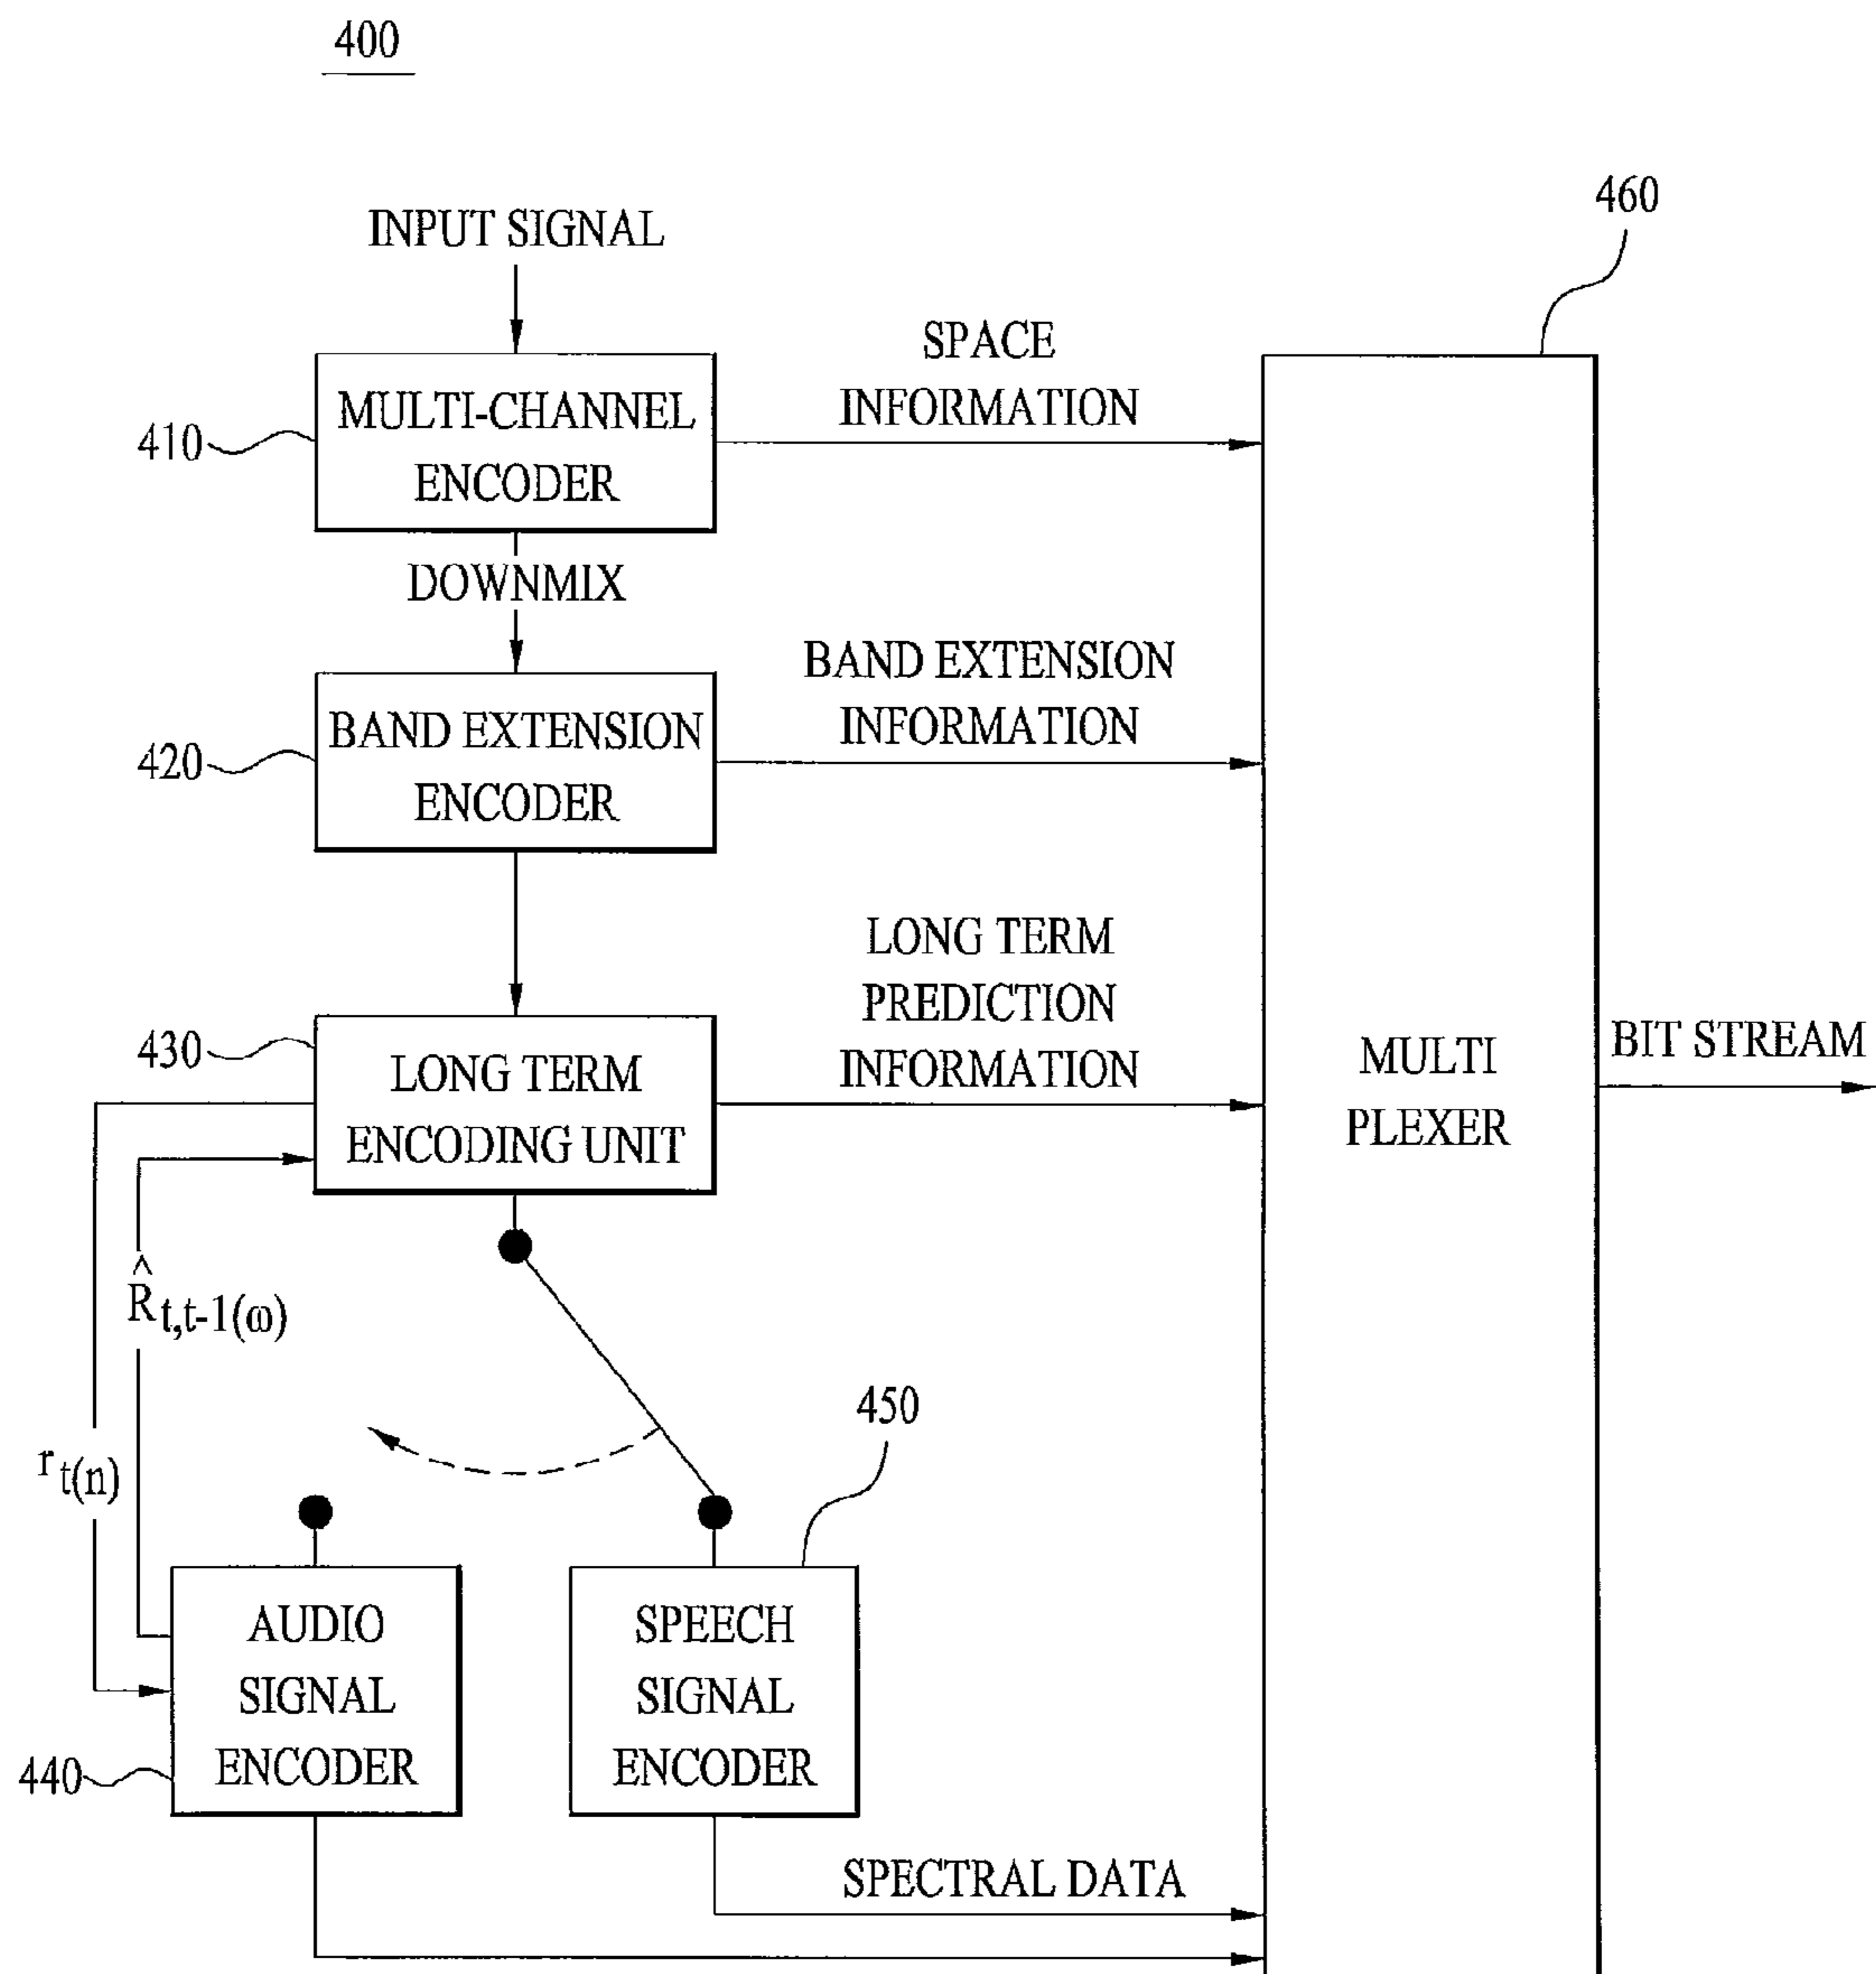 400
460
INPUT SIGNAL
SPACE
INFORMATION
410
MULTI-CHANNEL
ENCODER
DOWNMIX
BAND EXTENSION
INFORMATION
420
BAND EXTENSION
ENCODER
LONG TERM
PREDICTION
INFORMATION
430
LONG TERM
ENCODING UNIT
MULTI
PLEXER
BIT STREAM
R̂t,t-1(ω)
rt(n)
450
AUDIO
SIGNAL
ENCODER
440
SPEECH
SIGNAL
ENCODER
SPECTRAL DATA